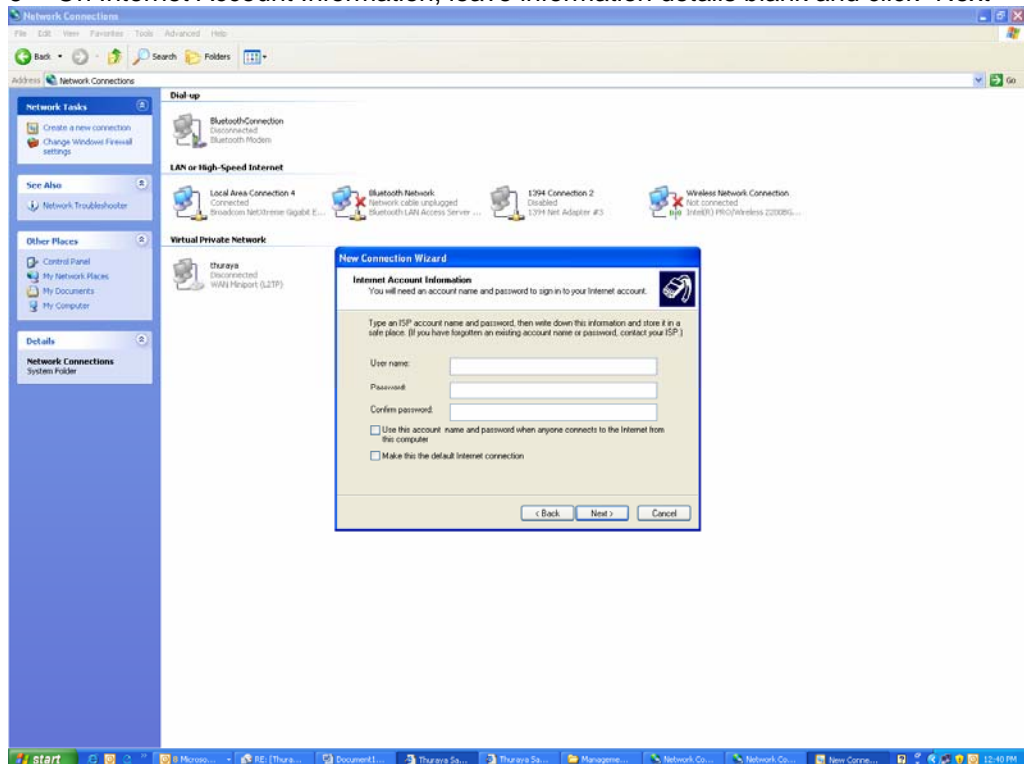 On Internet Account Information, leave information details blank and click “Next”
Network Connections
File Edit View Favorites Tools Advanced Help
Back Search Folders
Address Network Connections Go
Network Tasks
Create a new connection
Change Windows Firewall
settings
See Also
Network Troubleshooter
Other Places
Control Panel
My Network Places
My Documents
My Computer
Details
Network Connections
System Folder
Dial-up
BluetoothConnection
Disconnected
Bluetooth Modem
LAN or High-Speed Internet
Local Area Connection 4
Connected
Broadcom NetXtreme Gigabit E...
Bluetooth Network
Network cable unplugged
Bluetooth LAN Access Server ...
1394 Connection 2
Disabled
1394 Net Adapter #3
Wireless Network Connection
Not connected
Intel(R) PRO/Wireless 2200BG...
Virtual Private Network
thuraya
Disconnected
WAN Miniport (L2TP)
New Connection Wizard
Internet Account Information
You will need an account name and password to sign in to your Internet account.
Type an ISP account name and password, then write down this information and store it in a
safe place. (If you have forgotten an existing account name or password, contact your ISP.)
User name:
Password:
Confirm password:
Use this account name and password when anyone connects to the Internet from
this computer
Make this the default Internet connection
< Back Next > Cancel
start 8 Microso... RE: [Thura... Document1... Thuraya Sa... Thuraya Sa... Manageme... Network Co... Network Co... New Conne... 12:40 PM